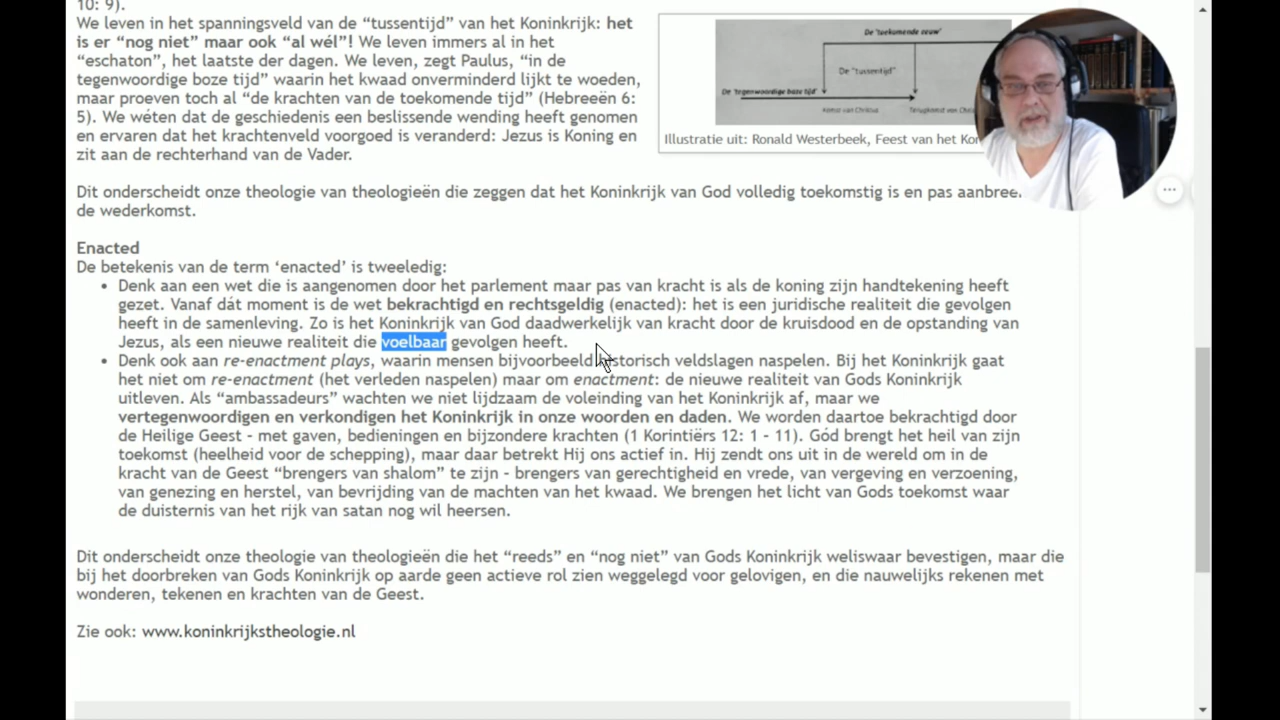 10: 9).
We leven in het spanningsveld van de “tussentijd” van het Koninkrijk: het
is er “nog niet” maar ook “al wél”! We leven immers al in het
“eschaton”, het laatste der dagen. We leven, zegt Paulus, “in de
tegenwoordige boze tijd” waarin het kwaad onverminderd lijkt te woeden,
maar proeven toch al “de krachten van de toekomende tijd” (Hebreeën 6:
5). We wéten dat de geschiedenis een beslissende wending heeft genomen
en ervaren dat het krachtenveld voorgoed is veranderd: Jezus is Koning en
zit aan de rechterhand van de Vader.
De 'toekomende eeuw'
De "tussentijd"
De 'tegenwoordige boze tijd'
Komst van Christus
Terugkomst van
Illustratie uit: Ronald Westerbeek, Feest van het
Dit onderscheidt onze theologie van theologieën die zeggen dat het Koninkrijk van God volledig toekomstig is en pas
de wederkomst.
Enacted
De betekenis van de term ‘enacted’ is tweeledig:
• Denk aan een wet die is aangenomen door het parlement maar pas van kracht is als de koning zijn handtekening heeft
gezet. Vanaf dát moment is de wet bekrachtigd en rechtsgeldig (enacted): het is een juridische realiteit die gevolgen
heeft in de samenleving. Zo is het Koninkrijk van God daadwerkelijk van kracht door de kruisdood en de opstanding van
Jezus, als een nieuwe realiteit die voelbaar gevolgen heeft.
• Denk ook aan re-enactment plays, waarin mensen bijvoorbeeld historisch veldslagen naspelen. Bij het Koninkrijk gaat
het niet om re-enactment (het verleden naspelen) maar om enactment: de nieuwe realiteit van Gods Koninkrijk
uitleven. Als “ambassadeurs” wachten we niet lijdzaam de voleinding van het Koninkrijk af, maar we
vertegenwoordigen en verkondigen het Koninkrijk in onze woorden en daden. We worden daartoe bekrachtigd door
de Heilige Geest - met gaven, bedieningen en bijzondere krachten (1 Korintiërs 12: 1 - 11). Gód brengt het heil van zijn
toekomst (heelheid voor de schepping), maar daar betrekt Hij ons actief in. Hij zendt ons uit in de wereld om in de
kracht van de Geest “brengers van shalom” te zijn - brengers van gerechtigheid en vrede, van vergeving en verzoening,
van genezing en herstel, van bevrijding van de machten van het kwaad. We brengen het licht van Gods toekomst waar
de duisternis van het rijk van satan nog wil heersen.
Dit onderscheidt onze theologie van theologieën die het “reeds” en “nog niet” van Gods Koninkrijk weliswaar bevestigen, maar die
bij het doorbreken van Gods Koninkrijk op aarde geen actieve rol zien weggelegd voor gelovigen, en die nauwelijks rekenen met
wonderen, tekenen en krachten van de Geest.
Zie ook: www.koninkrijkstheologie.nl